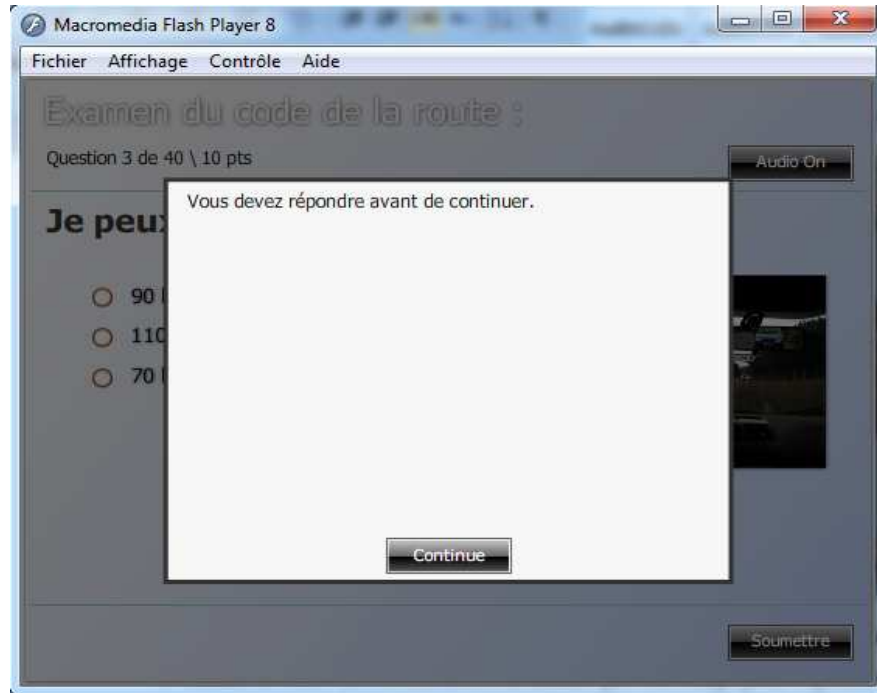 Macromedia Flash Player 8
Fichier Affichage Contrôle Aide
Examen du code de la route :
Question 3 de 40 \ 10 pts
Audio On
Vous devez répondre avant de continuer.
Je peu
90
110
70
Continue
Soumettre